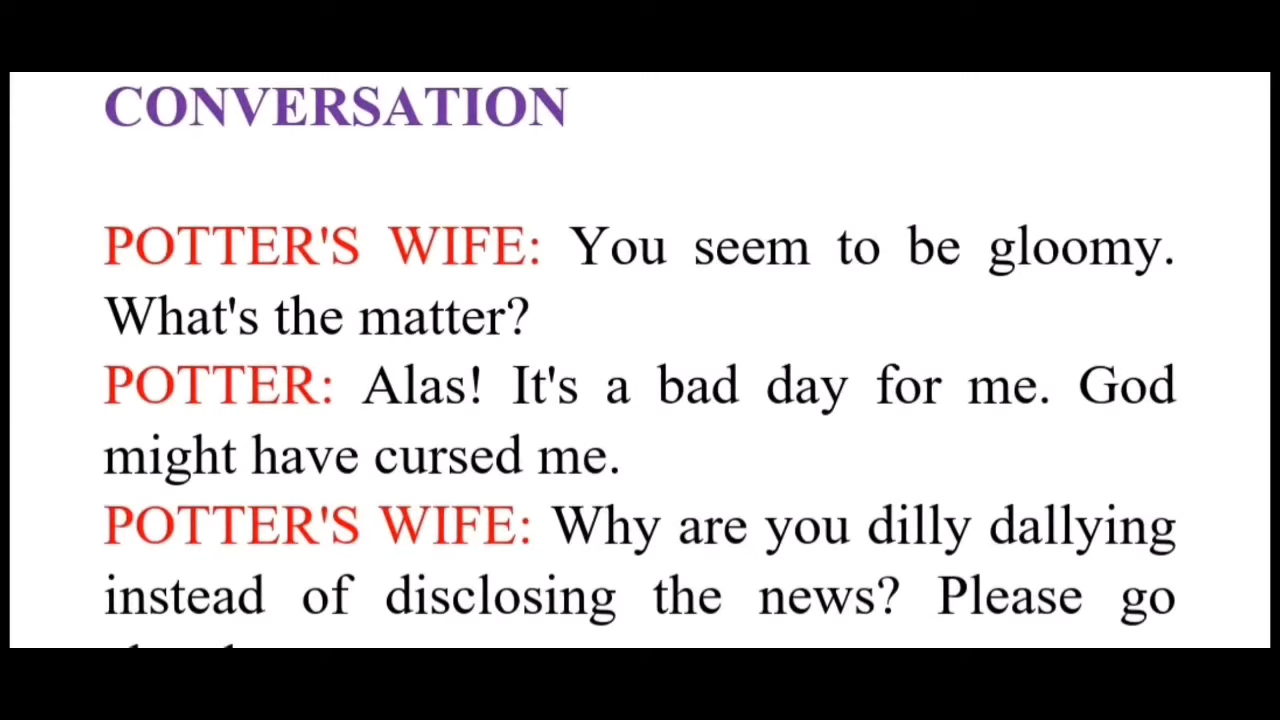 CONVERSATION
POTTER'S WIFE: You seem to be gloomy.
What's the matter?
POTTER: Alas! It's a bad day for me. God
might have cursed me.
POTTER'S WIFE: Why are you dilly dallying
instead of disclosing the news? Please go